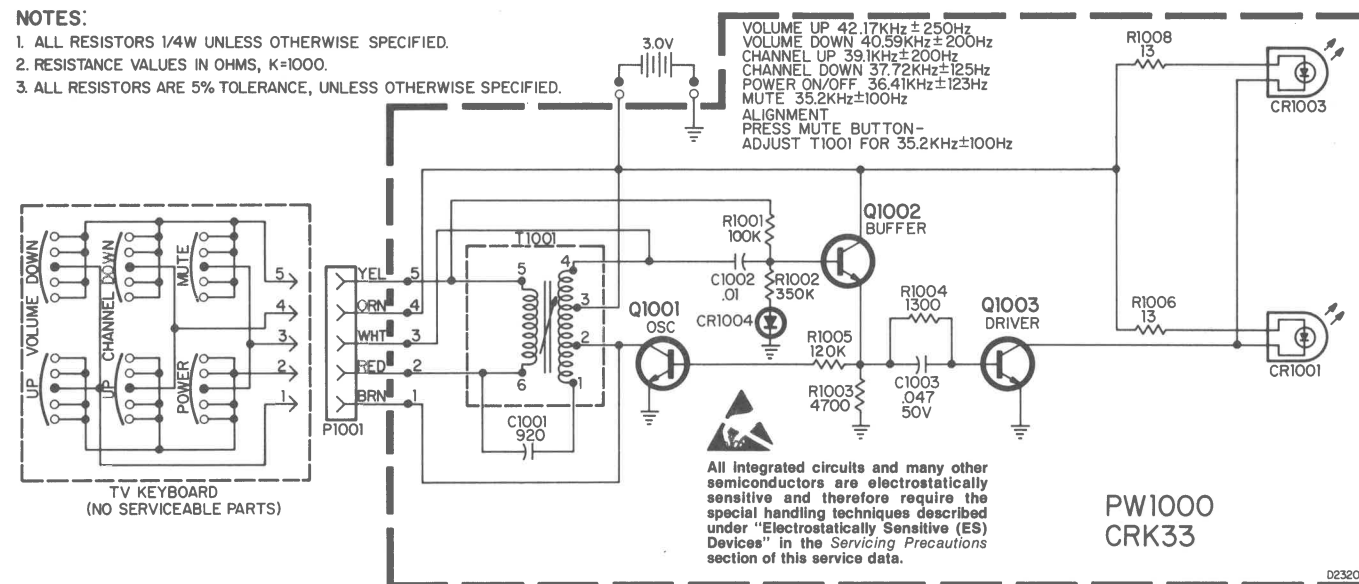 NOTES:
1. ALL RESISTORS 1/4W UNLESS OTHERWISE SPECIFIED.
2. RESISTANCE VALUES IN OHMS, K=1000.
3. ALL RESISTORS ARE 5% TOLERANCE, UNLESS OTHERWISE SPECIFIED.
3.0V
VOLUME UP 42.17KHz ± 250Hz
VOLUME DOWN 40.59KHz ± 200Hz
CHANNEL UP 39.1KHz ± 200Hz
CHANNEL DOWN 37.72KHz ± 125Hz
POWER ON/OFF 36.41KHz ± 123Hz
MUTE 35.2KHz ± 100Hz
ALIGNMENT
PRESS MUTE BUTTON-
ADJUST T1001 FOR 35.2KHz ± 100Hz
R1008
13
CR1003
VOLUME DOWN
UP
CHANNEL DOWN
UP
MUTE
POWER
5
4
3
2
1
TV KEYBOARD
(NO SERVICEABLE PARTS)
P1001
YEL 5
ORN 4
WHT 3
RED 2
BRN 1
T1001
5
6
4
3
2
1
C1001
920
Q1001
OSC
R1001
100K
C1002
.01
R1002
350K
CR1004
Q1002
BUFFER
R1005
120K
R1003
4700
R1004
1300
C1003
.047
50V
Q1003
DRIVER
R1006
13
CR1001
All integrated circuits and many other
semiconductors are electrostatically
sensitive and therefore require the
special handling techniques described
under "Electrostatically Sensitive (ES)
Devices" in the Servicing Precautions
section of this service data.
PW1000
CRK33
D2320